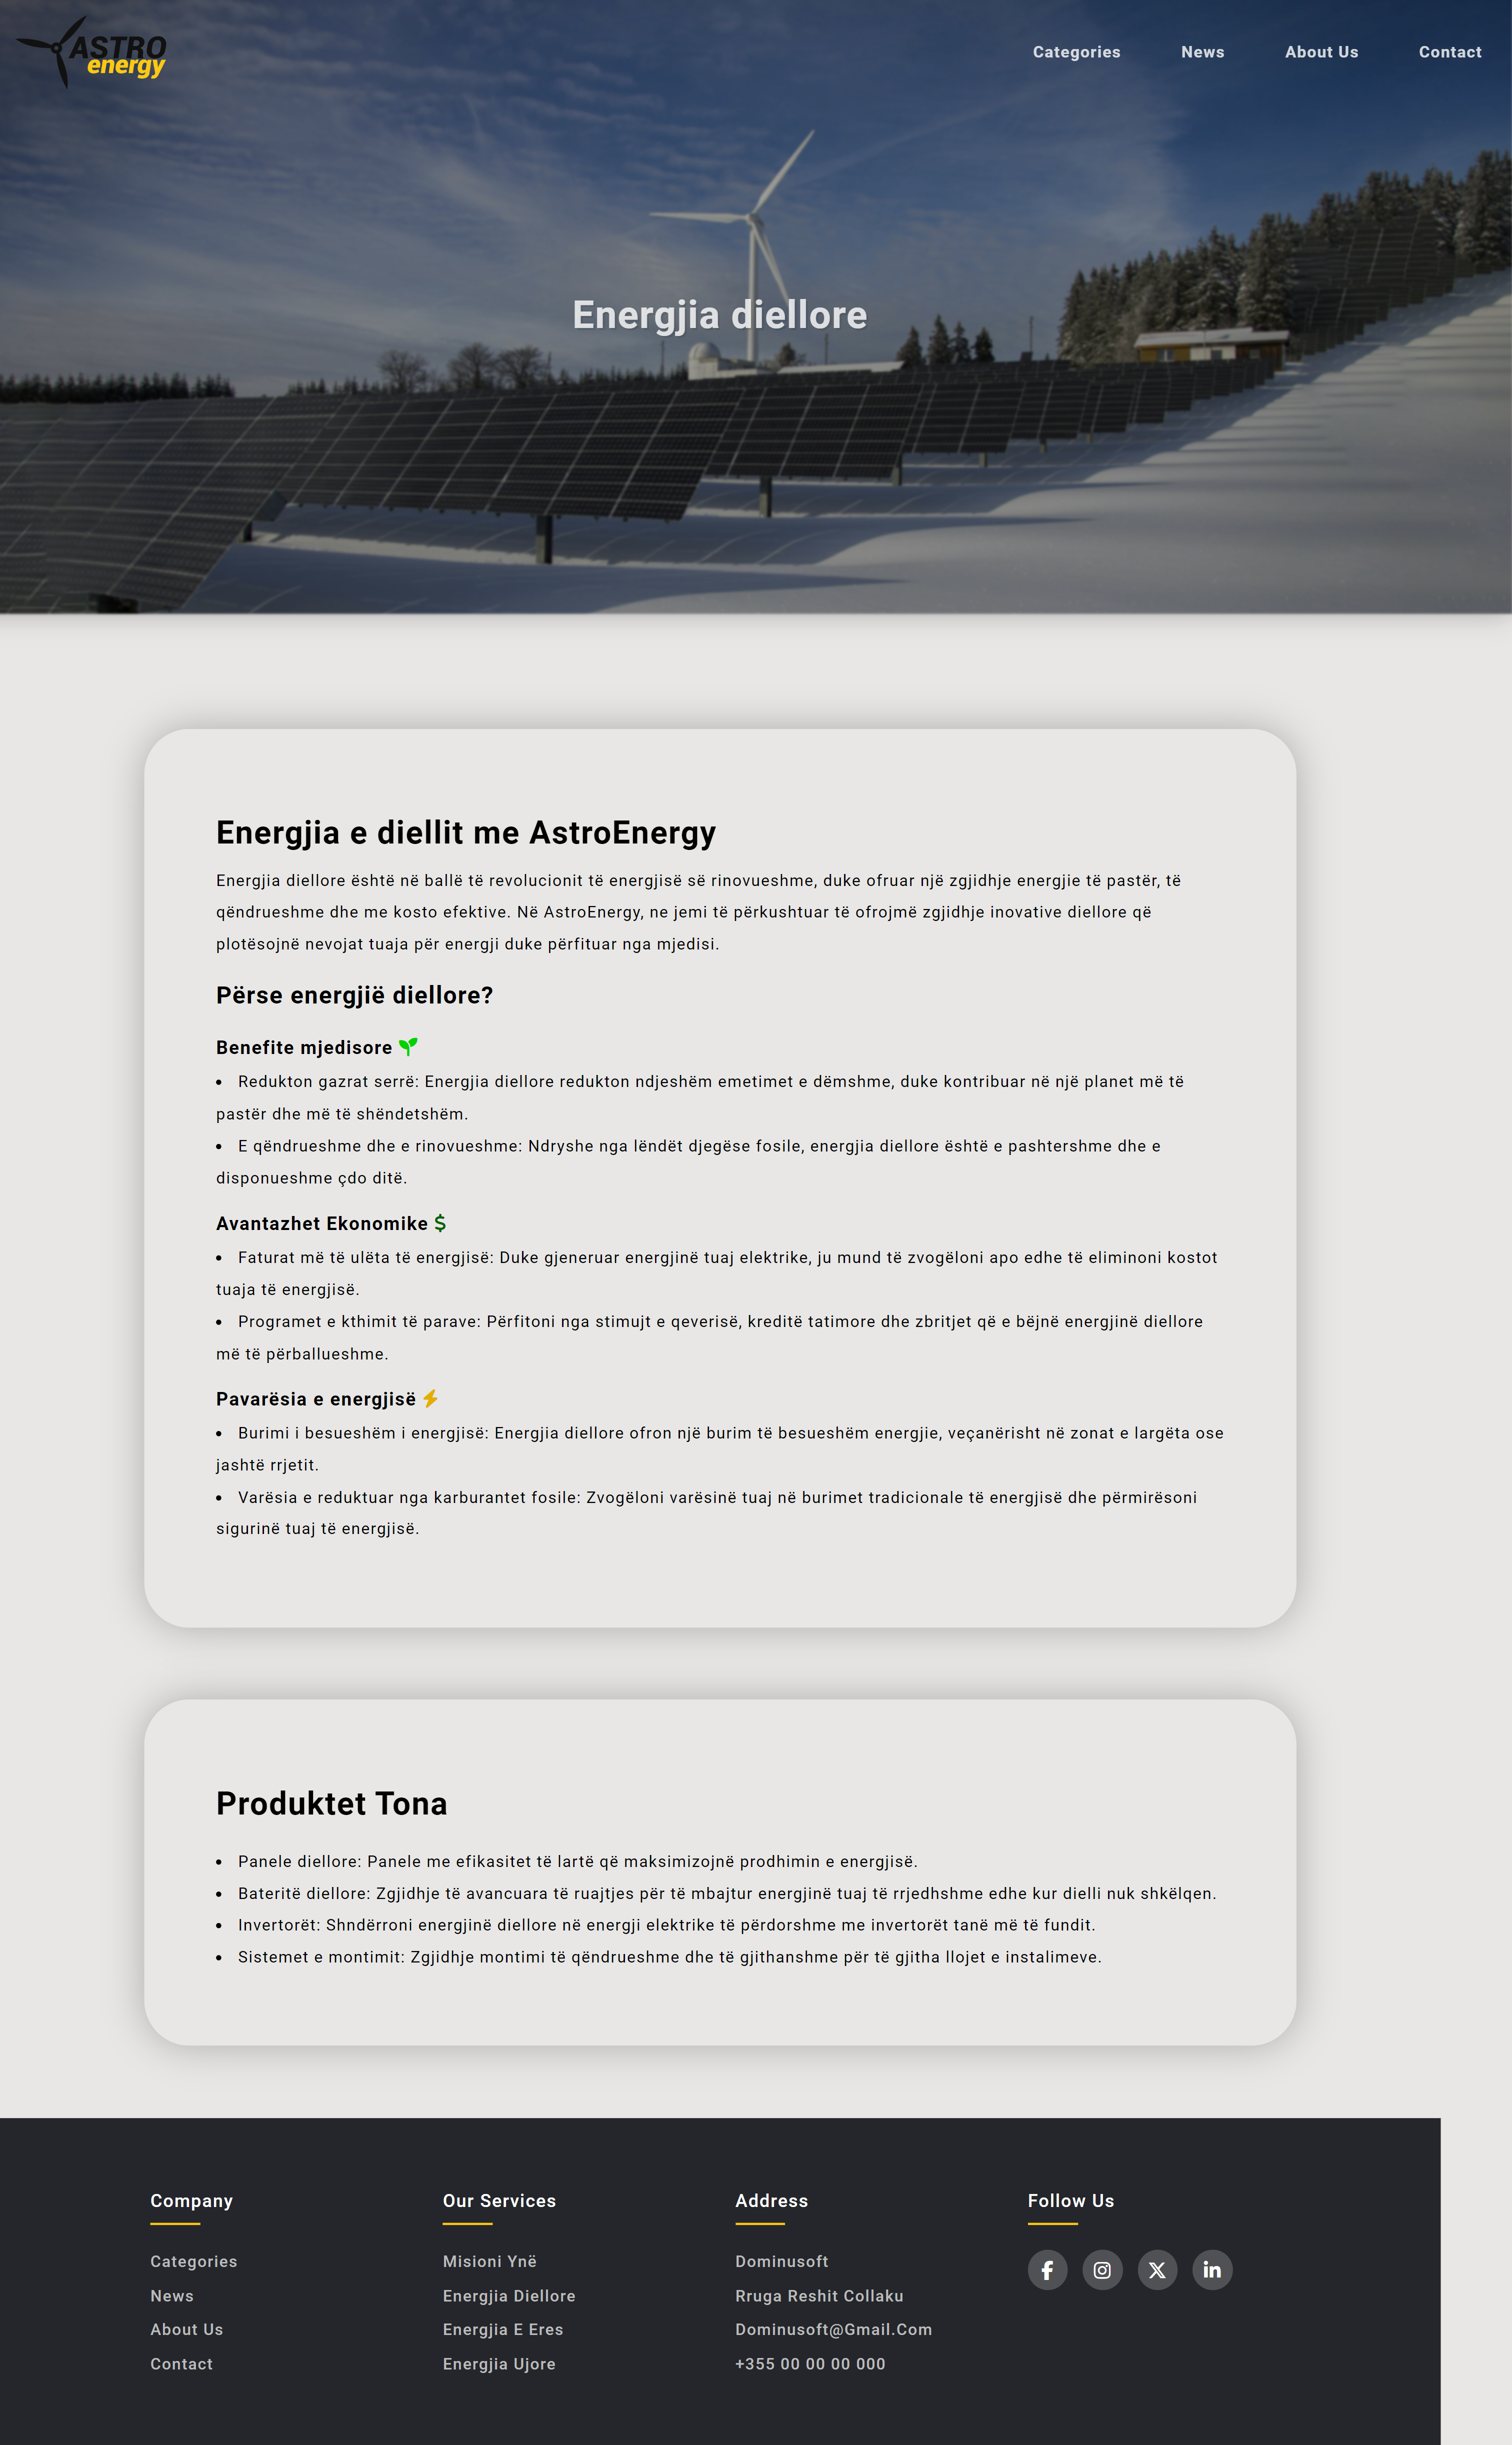 ASTRO
energy
Categories
News
About Us
Contact
Energjia diellore
Energjia e diellit me AstroEnergy
Energjia diellore është në ballë të revolucionit të energjisë së rinovueshme, duke ofruar një zgjidhje energjie të pastër, të
qëndrueshme dhe me kosto efektive. Në AstroEnergy, ne jemi të përkushtuar të ofrojmë zgjidhje inovative diellore që
plotësojnë nevojat tuaja për energji duke përfituar nga mjedisi.
Përse energjië diellore?
Benefite mjedisore
• Redukton gazrat serrë: Energjia diellore redukton ndjeshëm emetimet e dëmshme, duke kontribuar në një planet më të
pastër dhe më të shëndetshëm.
• E qëndrueshme dhe e rinovueshme: Ndryshe nga lëndët djegëse fosile, energjia diellore është e pashtershme dhe e
disponueshme çdo ditë.
Avantazhet Ekonomike
• Faturat më të ulëta të energjisë: Duke gjeneruar energjinë tuaj elektrike, ju mund të zvogëloni apo edhe të eliminoni kostot
tuaja të energjisë.
• Programet e kthimit të parave: Përfitoni nga stimujt e qeverisë, kreditë tatimore dhe zbritjet që e bëjnë energjinë diellore
më të përballueshme.
Pavarësia e energjisë
• Burimi i besueshëm i energjisë: Energjia diellore ofron një burim të besueshëm energjie, veçanërisht në zonat e largëta ose
jashtë rrjetit.
• Varësia e reduktuar nga karburantet fosile: Zvogëloni varësinë tuaj në burimet tradicionale të energjisë dhe përmirësoni
sigurinë tuaj të energjisë.
Produktet Tona
• Panele diellore: Panele me efikasitet të lartë që maksimizojnë prodhimin e energjisë.
• Bateritë diellore: Zgjidhje të avancuara të ruajtjes për të mbajtur energjinë tuaj të rrjedhshme edhe kur dielli nuk shkëlqen.
• Invertorët: Shndërroni energjinë diellore në energji elektrike të përdorshme me invertorët tanë më të fundit.
• Sistemet e montimit: Zgjidhje montimi të qëndrueshme dhe të gjithanshme për të gjitha llojet e instalimeve.
Company
Categories
News
About Us
Contact
Our Services
Misioni Ynë
Energjia Diellore
Energjia E Eres
Energjia Ujore
Address
Dominusoft
Rruga Reshit Collaku
Dominusoft@Gmail.Com
+355 00 00 00 000
Follow Us